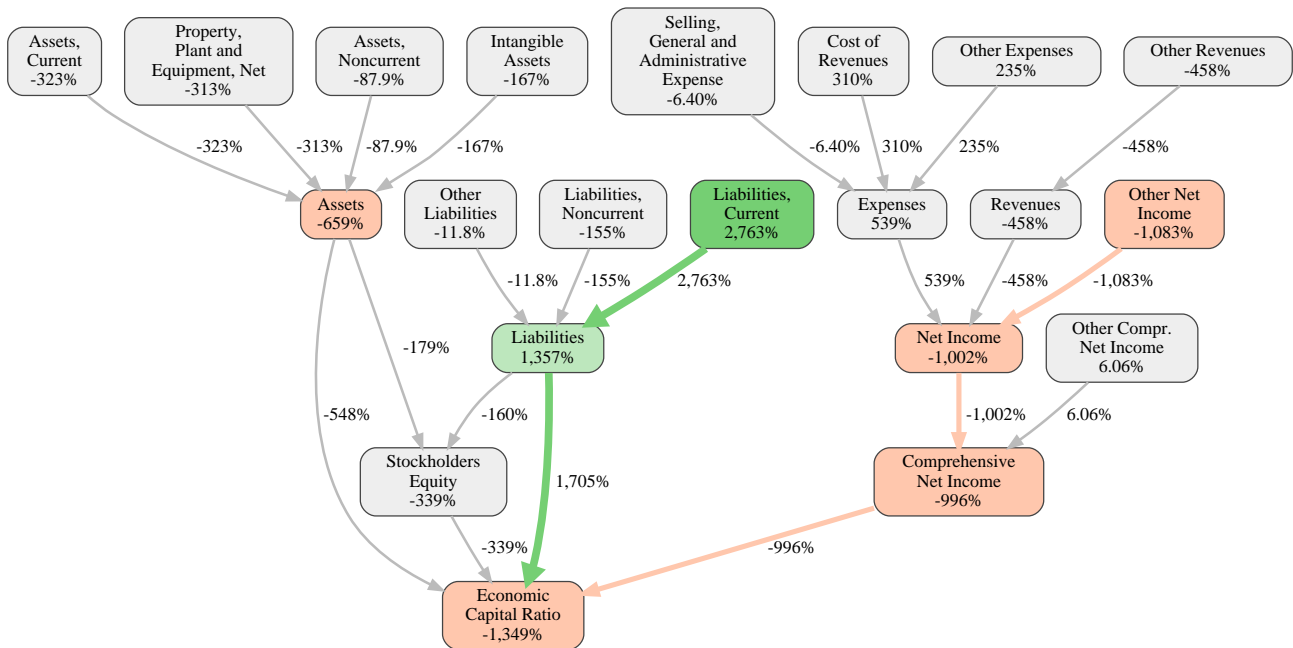 Assets,
Current
-323%
Property,
Plant and
Equipment, Net
-313%
Assets,
Noncurrent
-87.9%
Intangible
Assets
-167%
Selling,
General and
Administrative
Expense
-6.40%
Cost of
Revenues
310%
Other Expenses
235%
Other Revenues
-458%
-323%
-313%
-87.9%
-167%
-6.40%
310%
235%
-458%
Assets
-659%
Other
Liabilities
-11.8%
Liabilities,
Noncurrent
-155%
Liabilities,
Current
2,763%
Expenses
539%
Revenues
-458%
Other Net
Income
-1,083%
-11.8%
-155%
2,763%
539%
-458%
-1,083%
-179%
Liabilities
1,357%
Net Income
-1,002%
Other Compr.
Net Income
6.06%
-548%
-160%
-1,002%
6.06%
Stockholders
Equity
-339%
1,705%
Comprehensive
Net Income
-996%
-339%
-996%
Economic
Capital Ratio
-1,349%